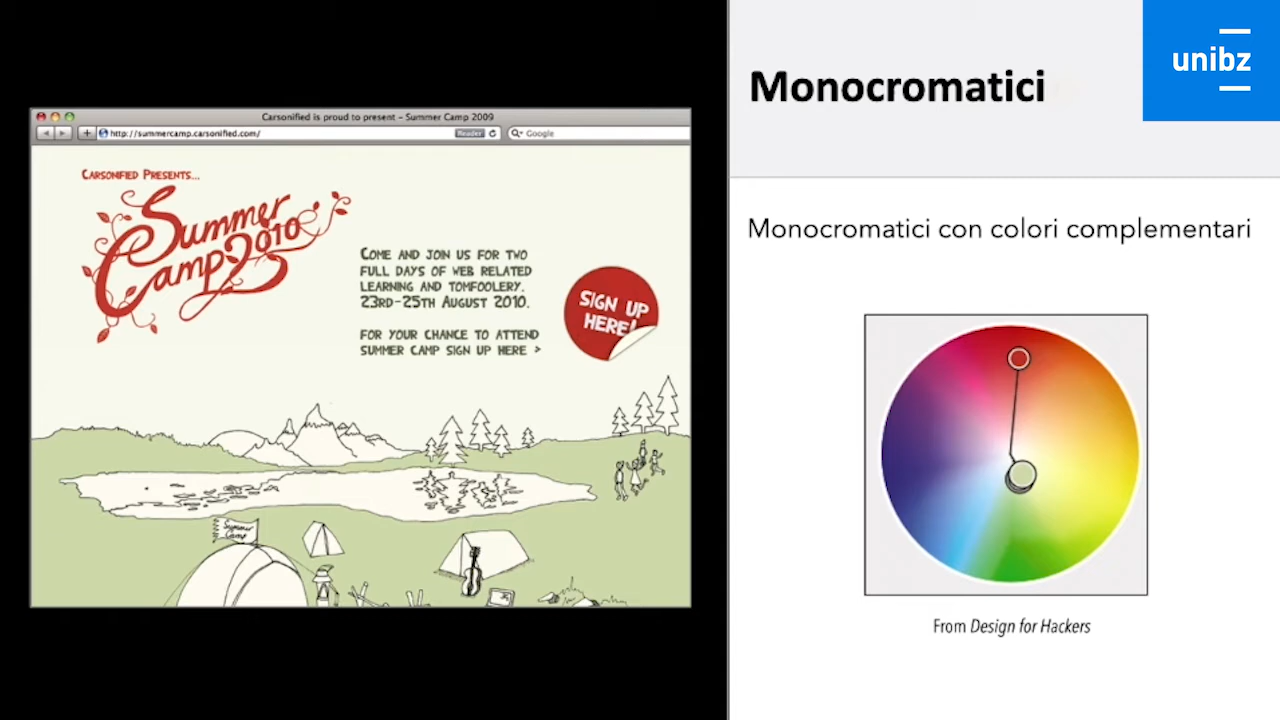 Carsonified is proud to present - Summer Camp 2009
http://summercamp.carsonified.com/
Reader
Google
Carsonified Presents...
Summer
Camp 2010
Come and join us for two
full days of web related
learning and tomfoolery.
23rd-25th August 2010.
for your chance to attend
summer camp sign up here >
SIGN UP
HERE!
Summer
Camp
Monocromatici
unibz
Monocromatici con colori complementari
From Design for Hackers